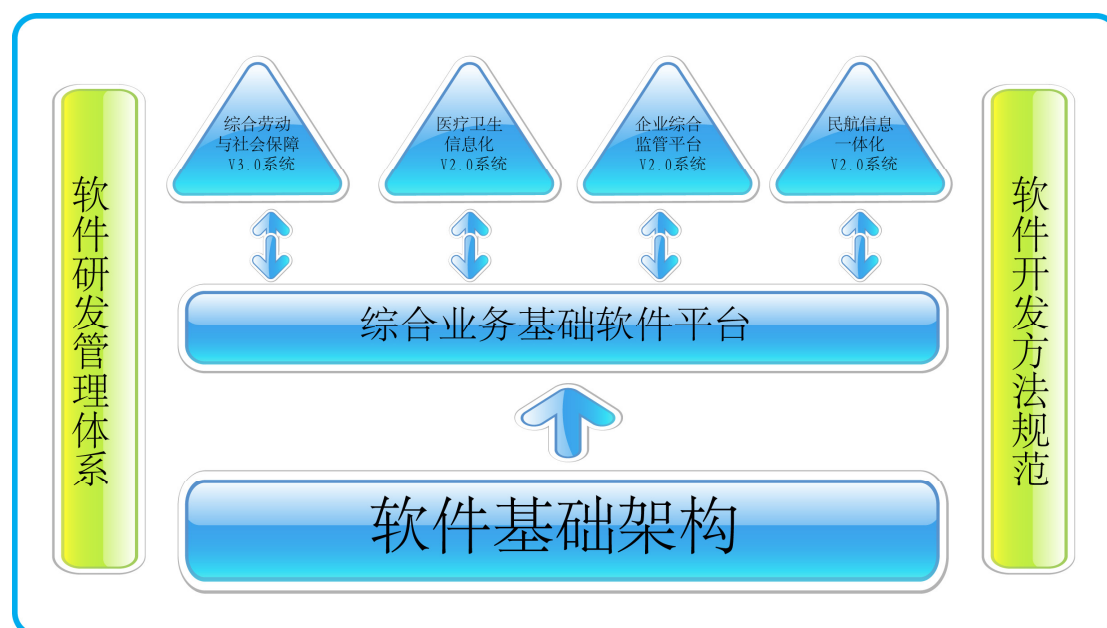 软件研发管理体系
综合劳动
与社会保障
V3.0系统
医疗卫生
信息化
V2.0系统
企业综合
监管平台
V2.0系统
民航信息
一体化
V2.0系统
综合业务基础软件平台
软件基础架构
软件开发方法规范